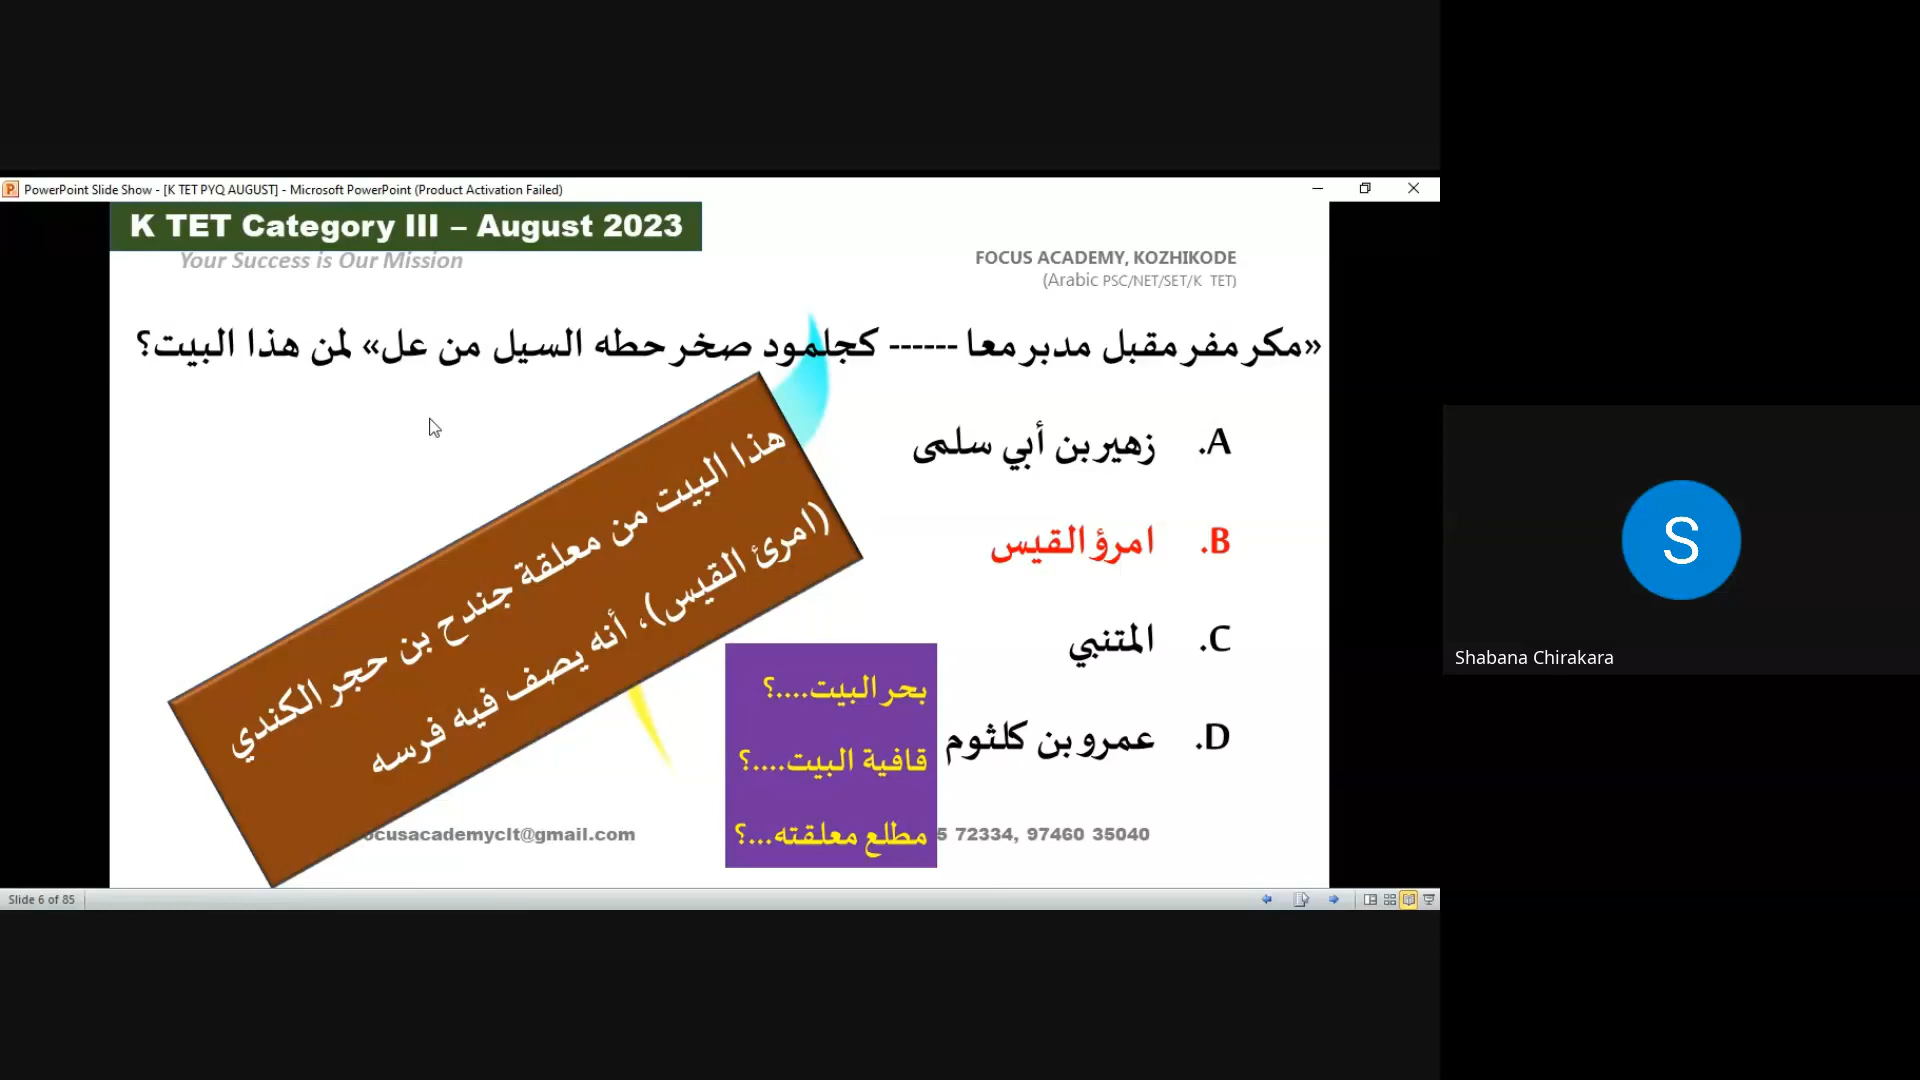 PowerPoint Slide Show - [K TET PYQ AUGUST] - Microsoft PowerPoint (Product Activation Failed)
K TET Category III – August 2023
Your Success is Our Mission
FOCUS ACADEMY, KOZHIKODE
(Arabic PSC/NET/SET/K TET)
«مكر مفر مقبل مدبر معا ------ كجلمود صخر حطه السيل من عل» لمن هذا البيت؟
A. زهير بن أبي سلمى
B. امرؤ القيس
C. المتنبي
D. عمرو بن كلثوم
هذا البيت من معلقة جندح بن حجر الكندي
(امرئ القيس)، أنه يصف فيه فرسه
بحر البيت....؟
قافية البيت....؟
مطلع معلقته...؟
ocusacademyclt@gmail.com
5 72334, 97460 35040
Slide 6 of 85
S
Shabana Chirakara